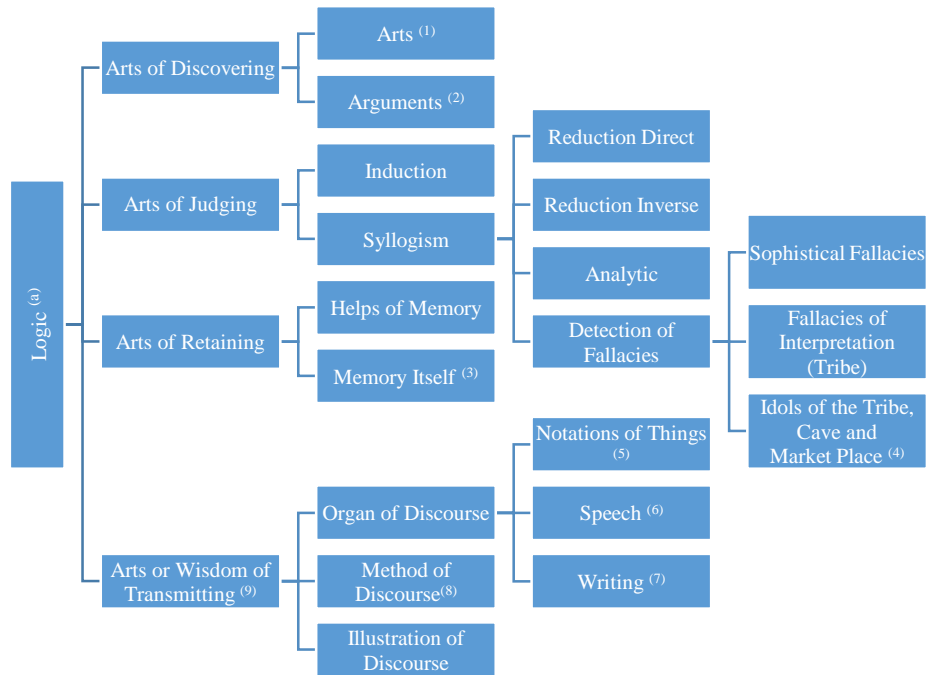 Logic (a)
Arts of Discovering
Arts (1)
Arguments (2)
Arts of Judging
Induction
Syllogism
Reduction Direct
Reduction Inverse
Analytic
Detection of
Fallacies
Sophistical Fallacies
Fallacies of
Interpretation
(Tribe)
Idols of the Tribe,
Cave and
Market Place (4)
Arts of Retaining
Helps of Memory
Memory Itself (3)
Arts or Wisdom of
Transmitting (9)
Organ of Discourse
Notations of Things
(5)
Speech (6)
Writing (7)
Method of
Discourse(8)
Illustration of
Discourse